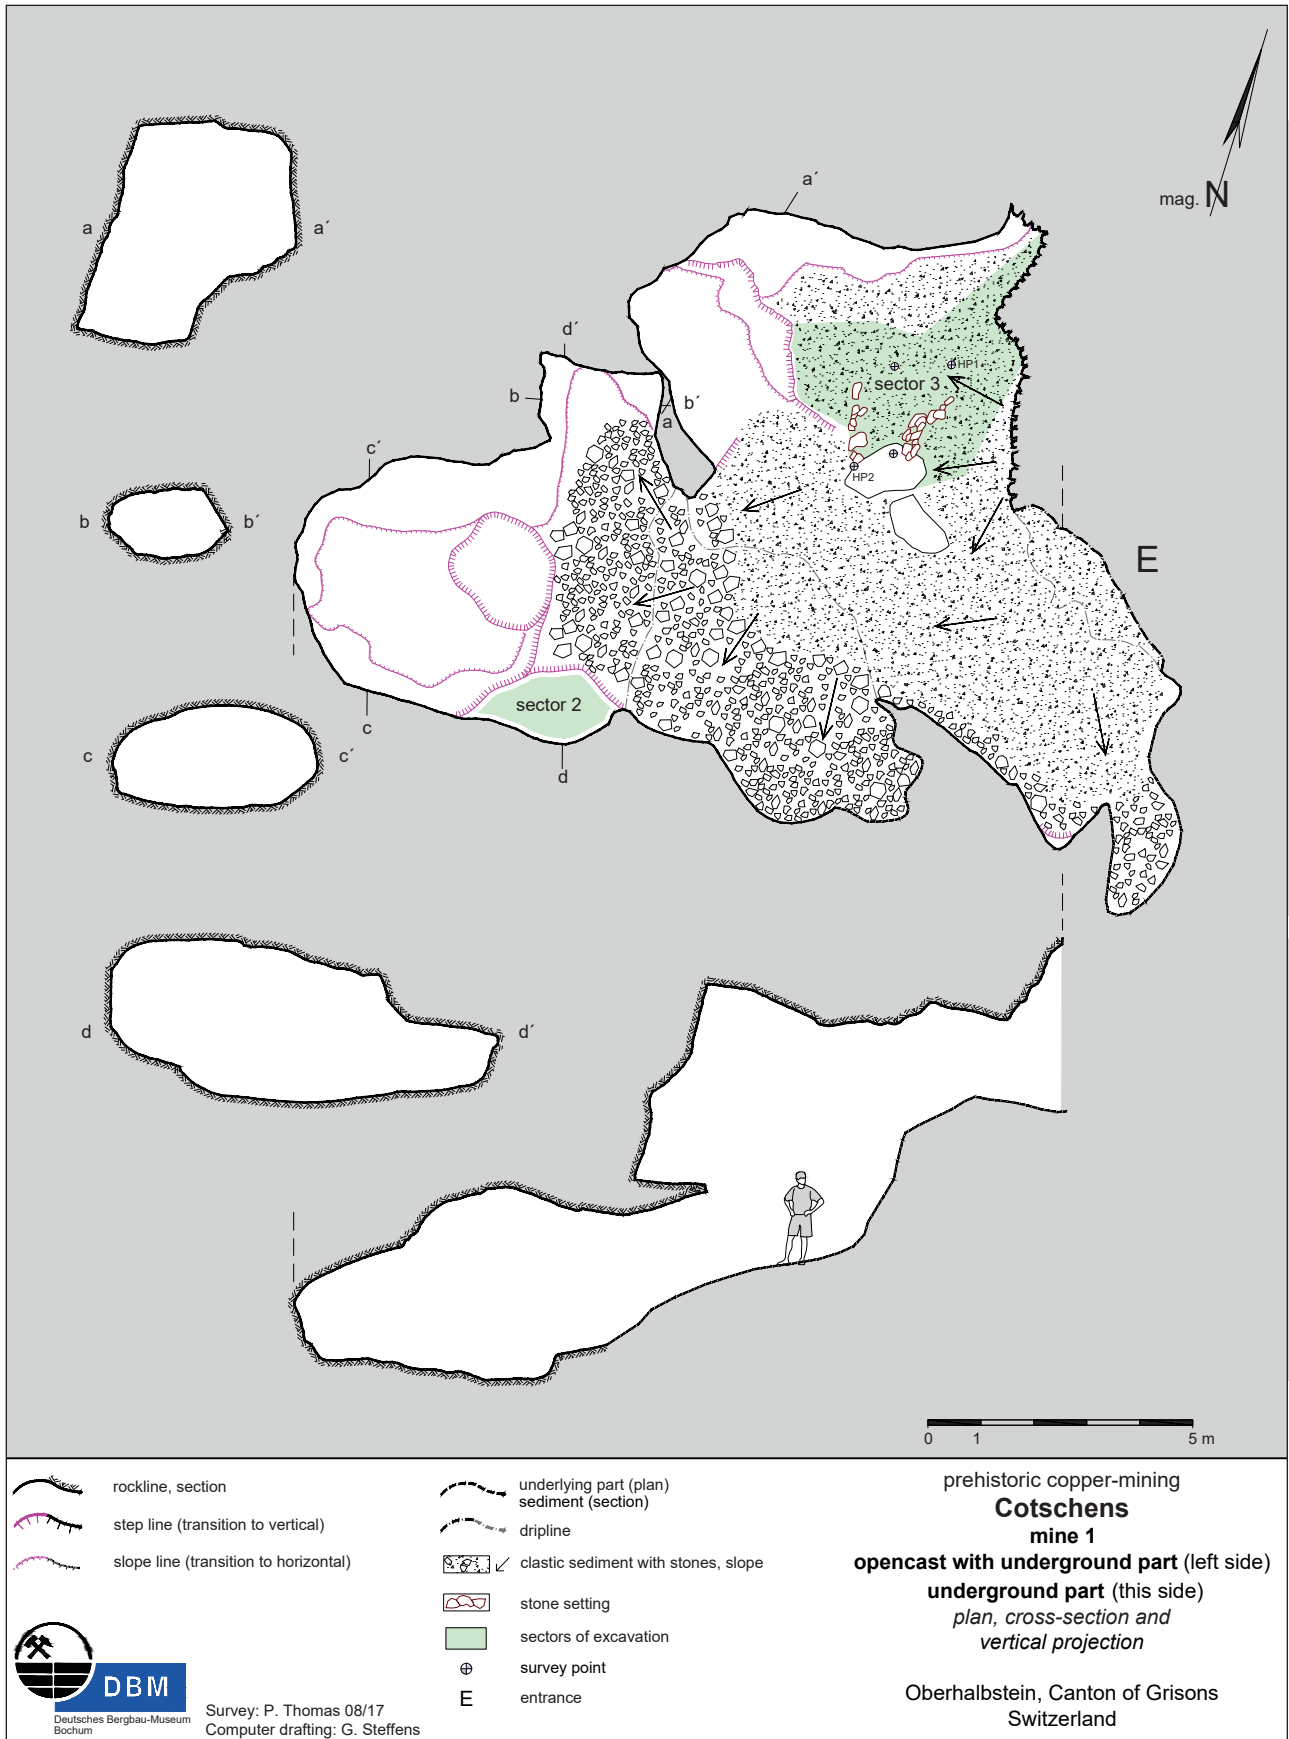 a
a´
a´
mag. N
d´
b
b´
a
HP1
sector 3
HP2
c´
b
b´
E
sector 2
c
c
c´
d
d
d´
0 1 5 m
rockline, section
step line (transition to vertical)
slope line (transition to horizontal)
underlying part (plan)
sediment (section)
dripline
clastic sediment with stones, slope
stone setting
sectors of excavation
survey point
E entrance
prehistoric copper-mining
Cotschens
mine 1
opencast with underground part (left side)
underground part (this side)
plan, cross-section and
vertical projection
Oberhalbstein, Canton of Grisons
Switzerland
DBM
Deutsches Bergbau-Museum
Bochum
Survey: P. Thomas 08/17
Computer drafting: G. Steffens